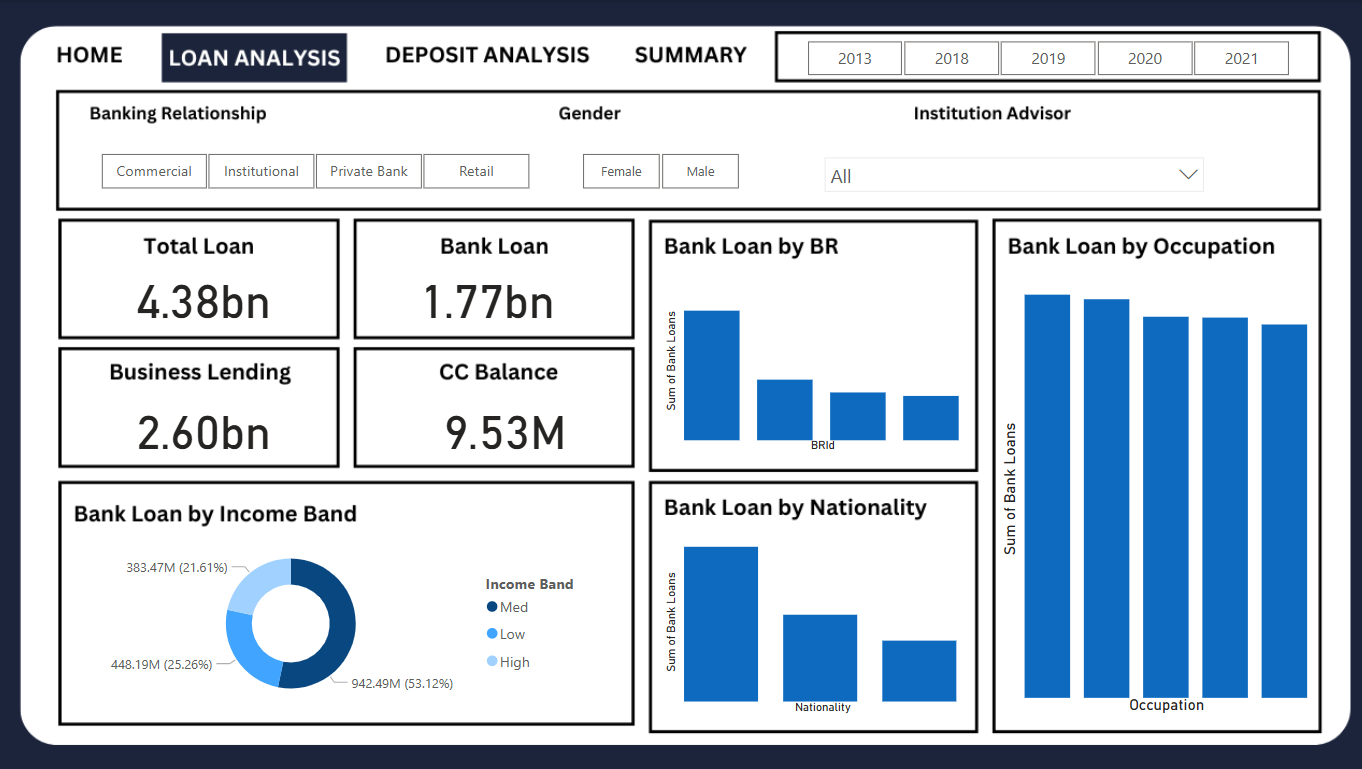 HOME
LOAN ANALYSIS
DEPOSIT ANALYSIS
SUMMARY
2013
2018
2019
2020
2021
Banking Relationship
Gender
Institution Advisor
Commercial
Institutional
Private Bank
Retail
Female
Male
All
Total Loan
4.38bn
Bank Loan
1.77bn
Business Lending
2.60bn
CC Balance
9.53M
Bank Loan by BR
Sum of Bank Loans
BRId
Bank Loan by Occupation
Sum of Bank Loans
Occupation
Bank Loan by Income Band
383.47M (21.61%)
448.19M (25.26%)
942.49M (53.12%)
Income Band
Med
Low
High
Bank Loan by Nationality
Sum of Bank Loans
Nationality